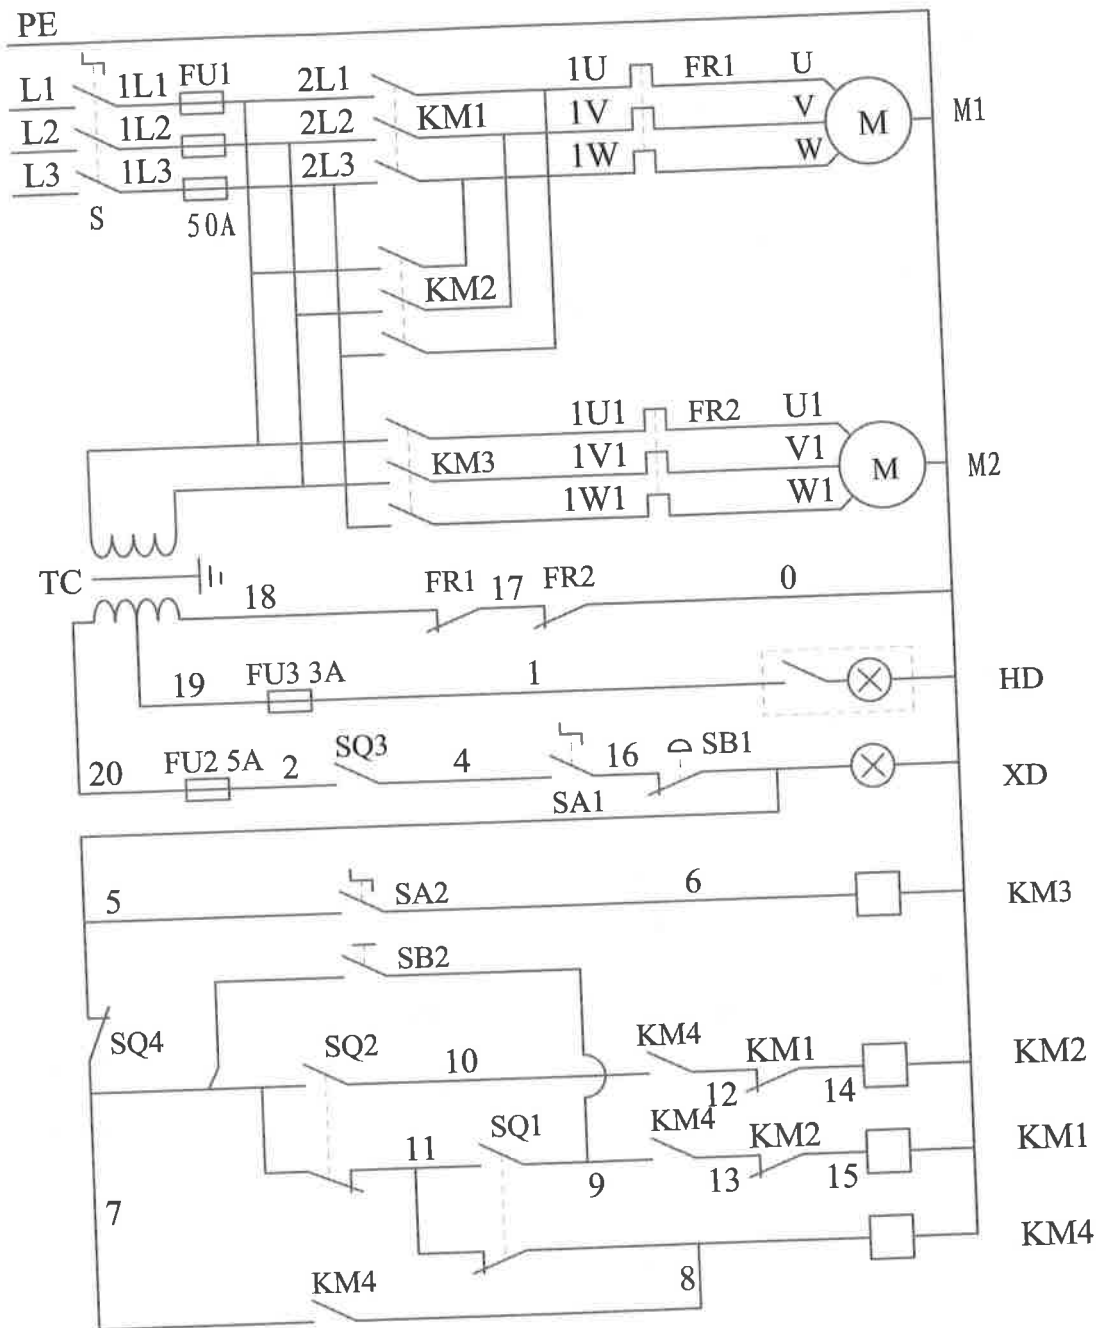 PE
L1 1L1 FU1 2L1 1U FR1 U
L2 1L2 2L2 KM1 1V V M M1
L3 1L3 2L3 1W W
S 50A
KM2
1U1 FR2 U1
KM3 1V1 V1 M M2
1W1 W1
TC
18 FR1 17 FR2 0
19 FU3 3A 1 HD
20 FU2 5A 2 SQ3 4 16 SB1 XD
SA1
5 SA2 6 KM3
SB2
SQ4 SQ2 10 KM4 KM1 KM2
12 14
11 SQ1 KM4 KM2 KM1
9 13 15
7
KM4
KM4 8